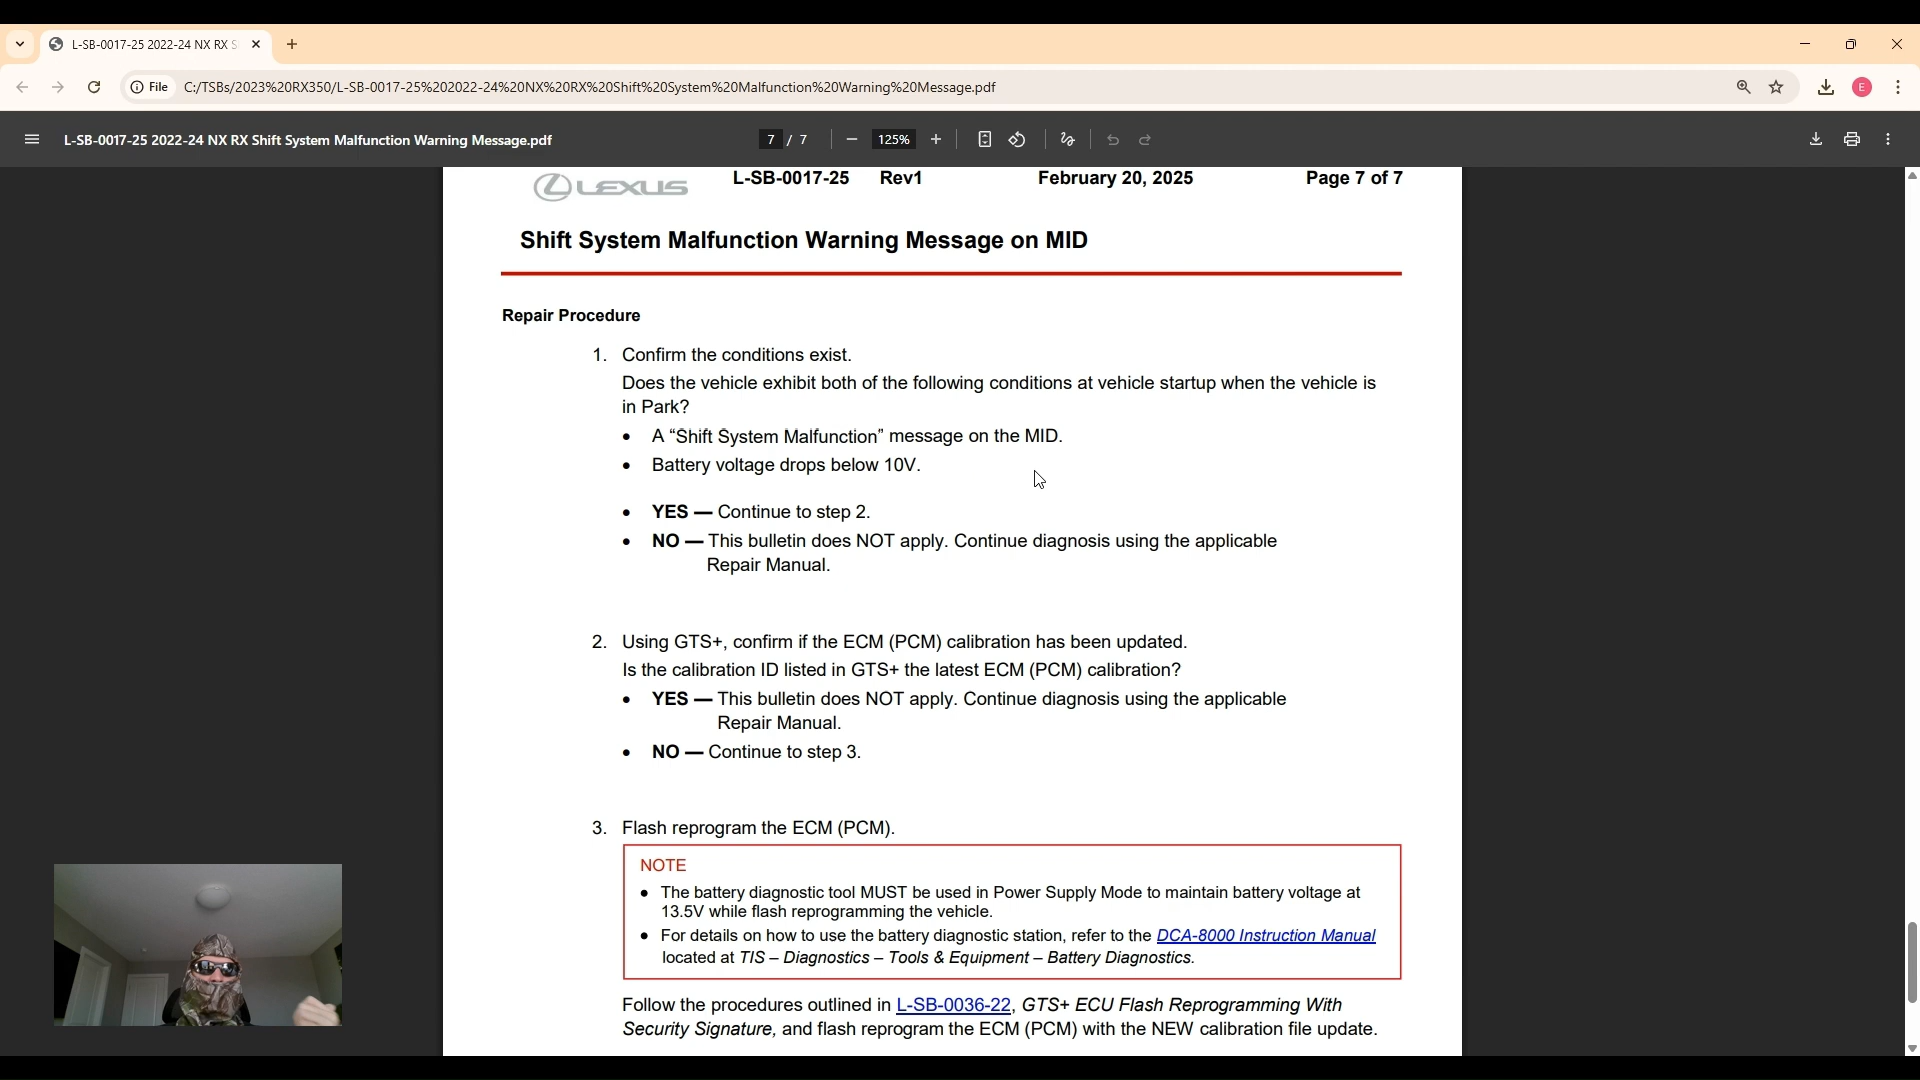 L-SB-0017-25 2022-24 NX RX S
File
C:/TSBs/2023%20RX350/L-SB-0017-25%202022-24%20NX%20RX%20Shift%20System%20Malfunction%20Warning%20Message.pdf
E
L-SB-0017-25 2022-24 NX RX Shift System Malfunction Warning Message.pdf
7 / 7
125%
LEXUS
L-SB-0017-25 Rev1 February 20, 2025 Page 7 of 7
Shift System Malfunction Warning Message on MID
Repair Procedure
1. Confirm the conditions exist.
Does the vehicle exhibit both of the following conditions at vehicle startup when the vehicle is
in Park?
• A “Shift System Malfunction” message on the MID.
• Battery voltage drops below 10V.
• YES — Continue to step 2.
• NO — This bulletin does NOT apply. Continue diagnosis using the applicable
Repair Manual.
2. Using GTS+, confirm if the ECM (PCM) calibration has been updated.
Is the calibration ID listed in GTS+ the latest ECM (PCM) calibration?
• YES — This bulletin does NOT apply. Continue diagnosis using the applicable
Repair Manual.
• NO — Continue to step 3.
3. Flash reprogram the ECM (PCM).
NOTE
• The battery diagnostic tool MUST be used in Power Supply Mode to maintain battery voltage at
13.5V while flash reprogramming the vehicle.
• For details on how to use the battery diagnostic station, refer to the DCA-8000 Instruction Manual
located at TIS – Diagnostics – Tools & Equipment – Battery Diagnostics.
Follow the procedures outlined in L-SB-0036-22, GTS+ ECU Flash Reprogramming With
Security Signature, and flash reprogram the ECM (PCM) with the NEW calibration file update.